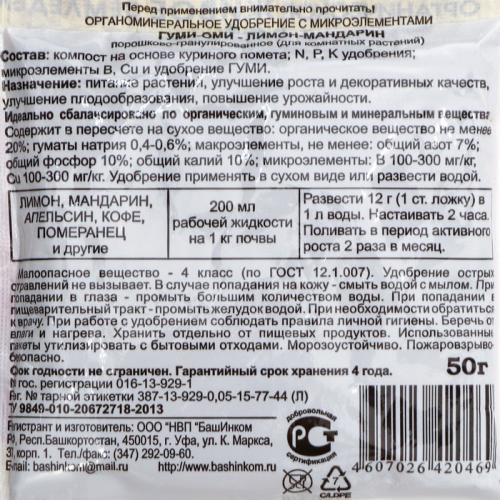 Перед применением внимательно прочитать!
ОРГАНОМИНЕРАЛЬНОЕ УДОБРЕНИЕ С МИКРОЭЛЕМЕНТАМИ
ГУМИ-ОМИ - ЛИМОН-МАНДАРИН
порошково-гранулированное (для комнатных растений)
Состав: компост на основе куриного помета; N, P, K удобрения;
микроэлементы B, Cu и удобрение ГУМИ.
Назначение: питание растений, улучшение роста и декоративных качеств,
улучшение плодообразования, повышение урожайности.
Идеально сбалансировано по органическим, гуминовым и минеральным веществам
Содержит в пересчете на сухое вещество: органическое вещество не менее
20%; гуматы натрия 0,4-0,6%; макроэлементы, не менее: общий азот 7%;
общий фосфор 10%; общий калий 10%; микроэлементы: B 100-300 мг/кг,
Cu 100-300 мг/кг. Удобрение применять в сухом виде или развести водой.
ЛИМОН, МАНДАРИН,
АПЕЛЬСИН, КОФЕ,
ПОМЕРАНЕЦ
и другие
200 мл
рабочей жидкости
на 1 кг почвы
Развести 12 г (1 ст. ложку) в
1 л воды. Настаивать 2 часа.
Поливать в период активного
роста 2 раза в месяц.
Малоопасное вещество - 4 класс (по ГОСТ 12.1.007). Удобрение острых
отравлений не вызывает. В случае попадания на кожу - смыть водой с мылом. При
попадании в глаза - промыть большим количеством воды. При попадании в
пищеварительный тракт - промыть желудок водой. При необходимости обратиться
к врачу. При работе с удобрением соблюдать правила личной гигиены. Беречь от
влаги и нагрева. Хранить отдельно от пищевых продуктов. Использованные
пакеты утилизировать с бытовыми отходами. Морозоустойчиво. Пожаровзрыво-
безопасно.
Срок годности не ограничен. Гарантийный срок хранения 4 года.
50г
№ гос. регистрации 016-13-929-1
Рег. № тарной этикетки 387-13-929-0,05-15-77-44 (Л)
ТУ 9849-010-20672718-2013
Регистрант и изготовитель: ООО "НВП "БашИнком"
РФ, Респ.Башкортостан, 450015, г. Уфа, ул. К. Маркса,
37, корп. 1. Тел./факс: (347) 292-09-60.
E-mail: bashinkom@mail.ru http://bashinkom.ru
добровольная
РСТ
сертификация
7
C/LDPE
4607026 420469